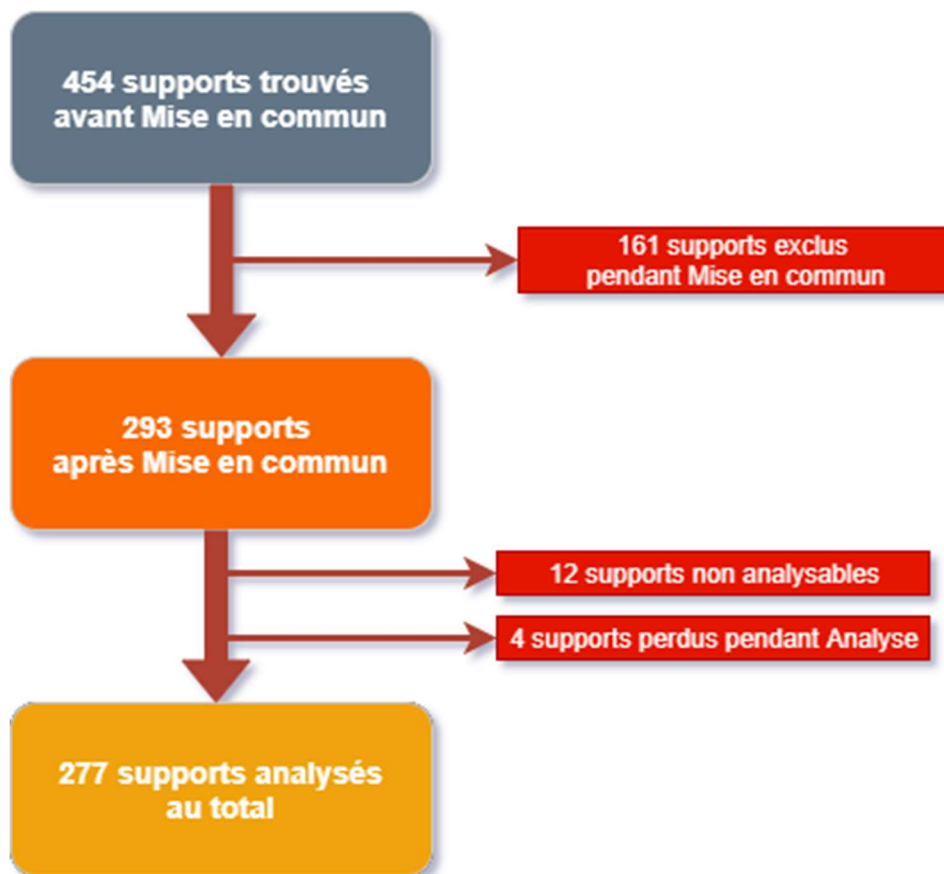 454 supports trouvés
avant Mise en commun
161 supports exclus
pendant Mise en commun
293 supports
après Mise en commun
12 supports non analysables
4 supports perdus pendant Analyse
277 supports analysés
au total